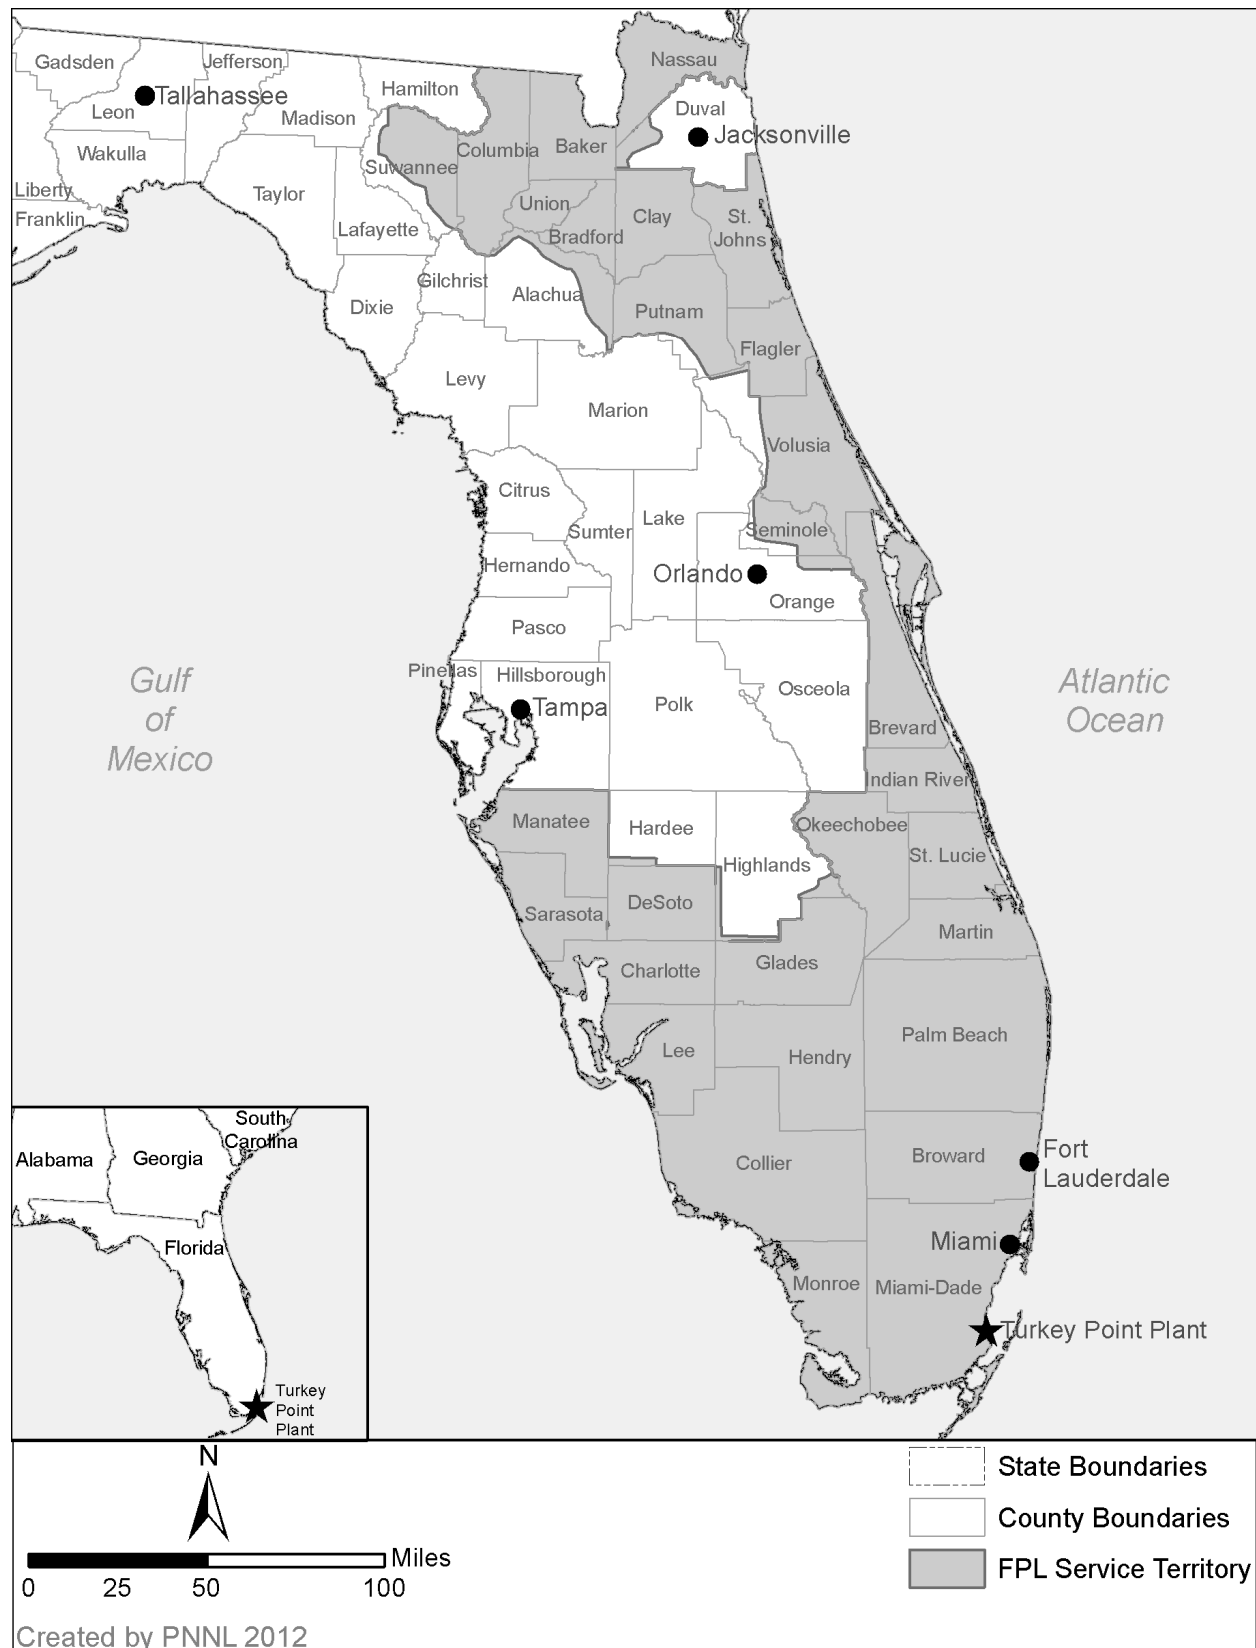 Nassau
Gadsden
Jefferson
Hamilton
Tallahassee
Leon
Madison
Duval
Jacksonville
Wakulla
Columbia
Baker
Suwannee
Liberty
Taylor
Union
Franklin
Lafayette
Bradford
Clay
St.
Johns
Gilchrist
Alachua
Dixie
Putnam
Flagler
Levy
Marion
Volusia
Citrus
Lake
Sumter
Seminole
Hernando
Orlando
Orange
Pasco
Pinellas
Hillsborough
Tampa
Polk
Osceola
Gulf
of
Mexico
Atlantic
Ocean
Brevard
Indian River
Manatee
Hardee
Okeechobee
Highlands
St. Lucie
DeSoto
Sarasota
Martin
Charlotte
Glades
Palm Beach
Lee
Hendry
Collier
Broward
Fort
Lauderdale
Miami
Monroe
Miami-Dade
Turkey Point Plant
South
Carolina
Alabama
Georgia
Florida
Turkey
Point
Plant
N
Miles
0 25 50 100
State Boundaries
County Boundaries
FPL Service Territory
Created by PNNL 2012